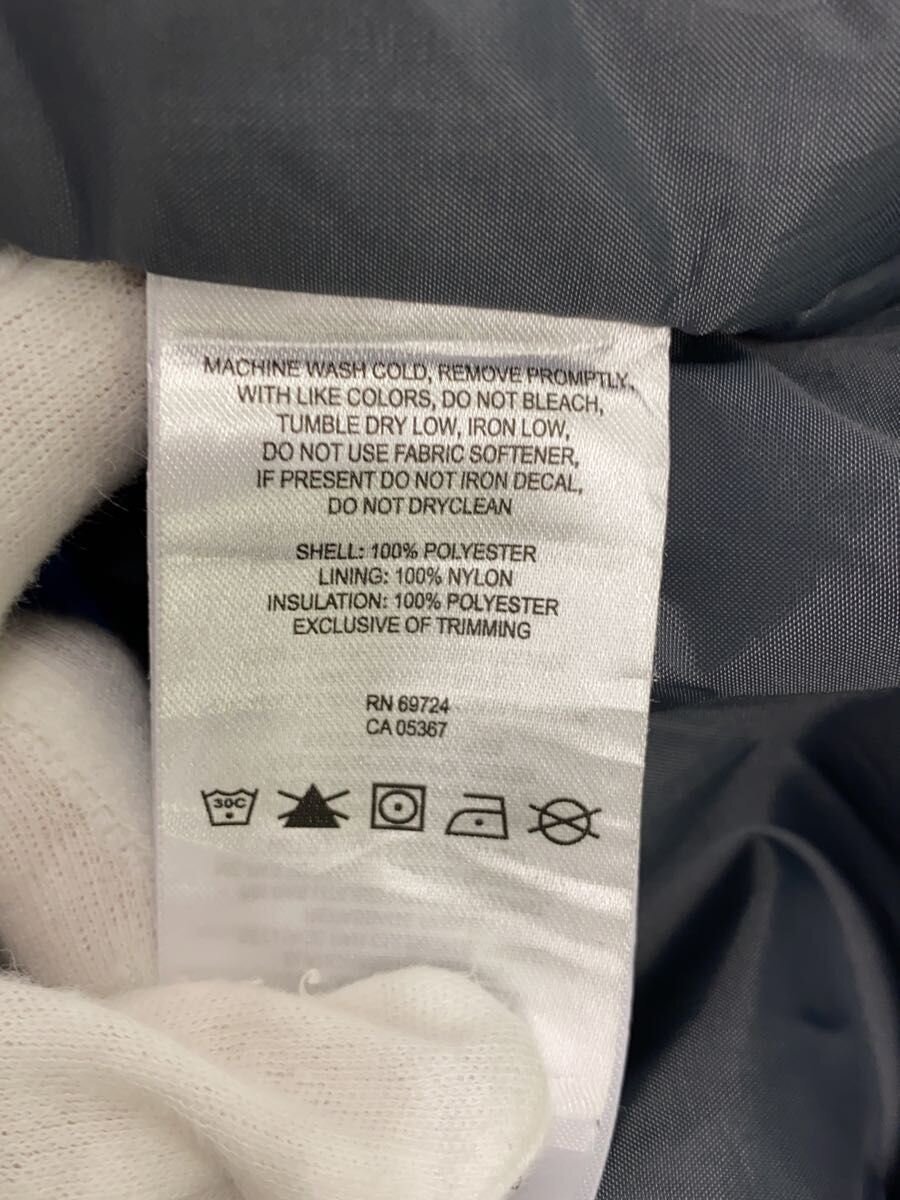 MACHINE WASH COLD, REMOVE PROMPTLY,
WITH LIKE COLORS, DO NOT BLEACH,
TUMBLE DRY LOW, IRON LOW,
DO NOT USE FABRIC SOFTENER,
IF PRESENT DO NOT IRON DECAL,
DO NOT DRYCLEAN
SHELL: 100% POLYESTER
LINING: 100% NYLON
INSULATION: 100% POLYESTER
EXCLUSIVE OF TRIMMING
RN 69724
CA 05367
30C